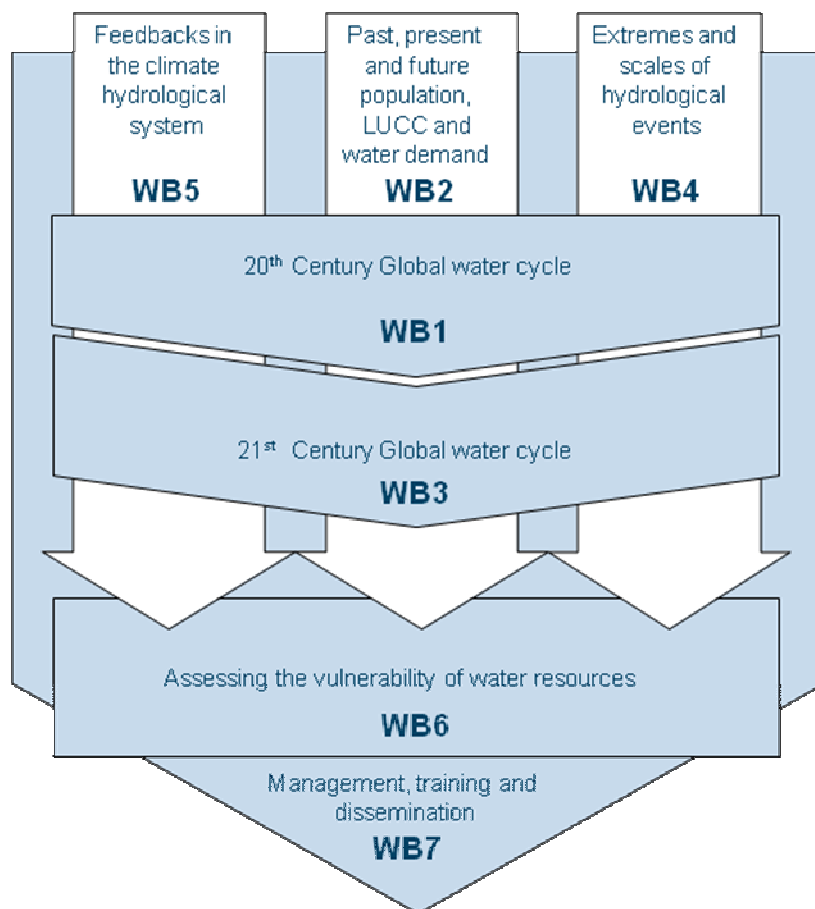 Feedbacks in
the climate
hydrological
system
WB5
Past, present
and future
population,
LUCC and
water demand
WB2
Extremes and
scales of
hydrological
events
WB4
20th Century Global water cycle
WB1
21st Century Global water cycle
WB3
Assessing the vulnerability of water resources
WB6
Management, training and
dissemination
WB7